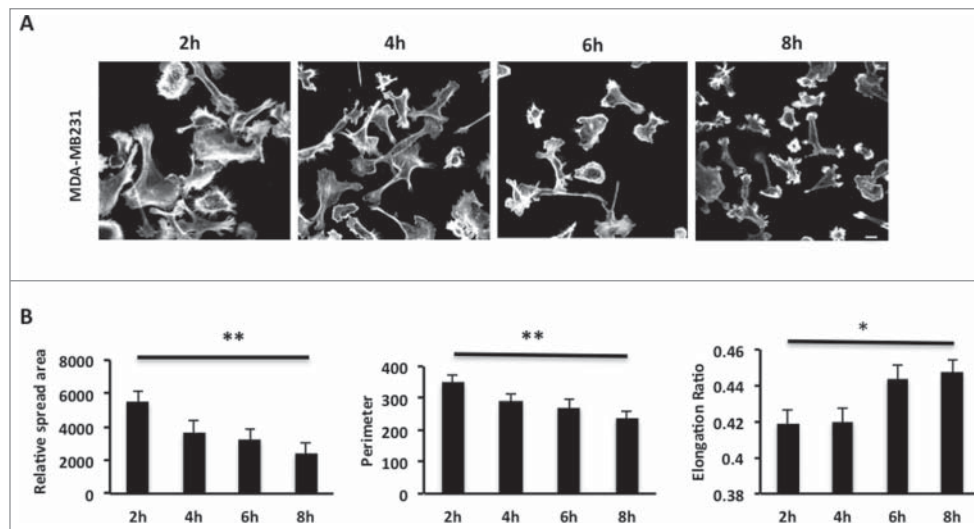 A
2h 4h 6h 8h
MDA-MB231
B
**
Relative spread area
8000
6000
4000
2000
0
2h 4h 6h 8h
**
Perimeter
400
300
200
100
0
2h 4h 6h 8h
*
Elongation Ratio
0.46
0.44
0.42
0.4
0.38
2h 4h 6h 8h